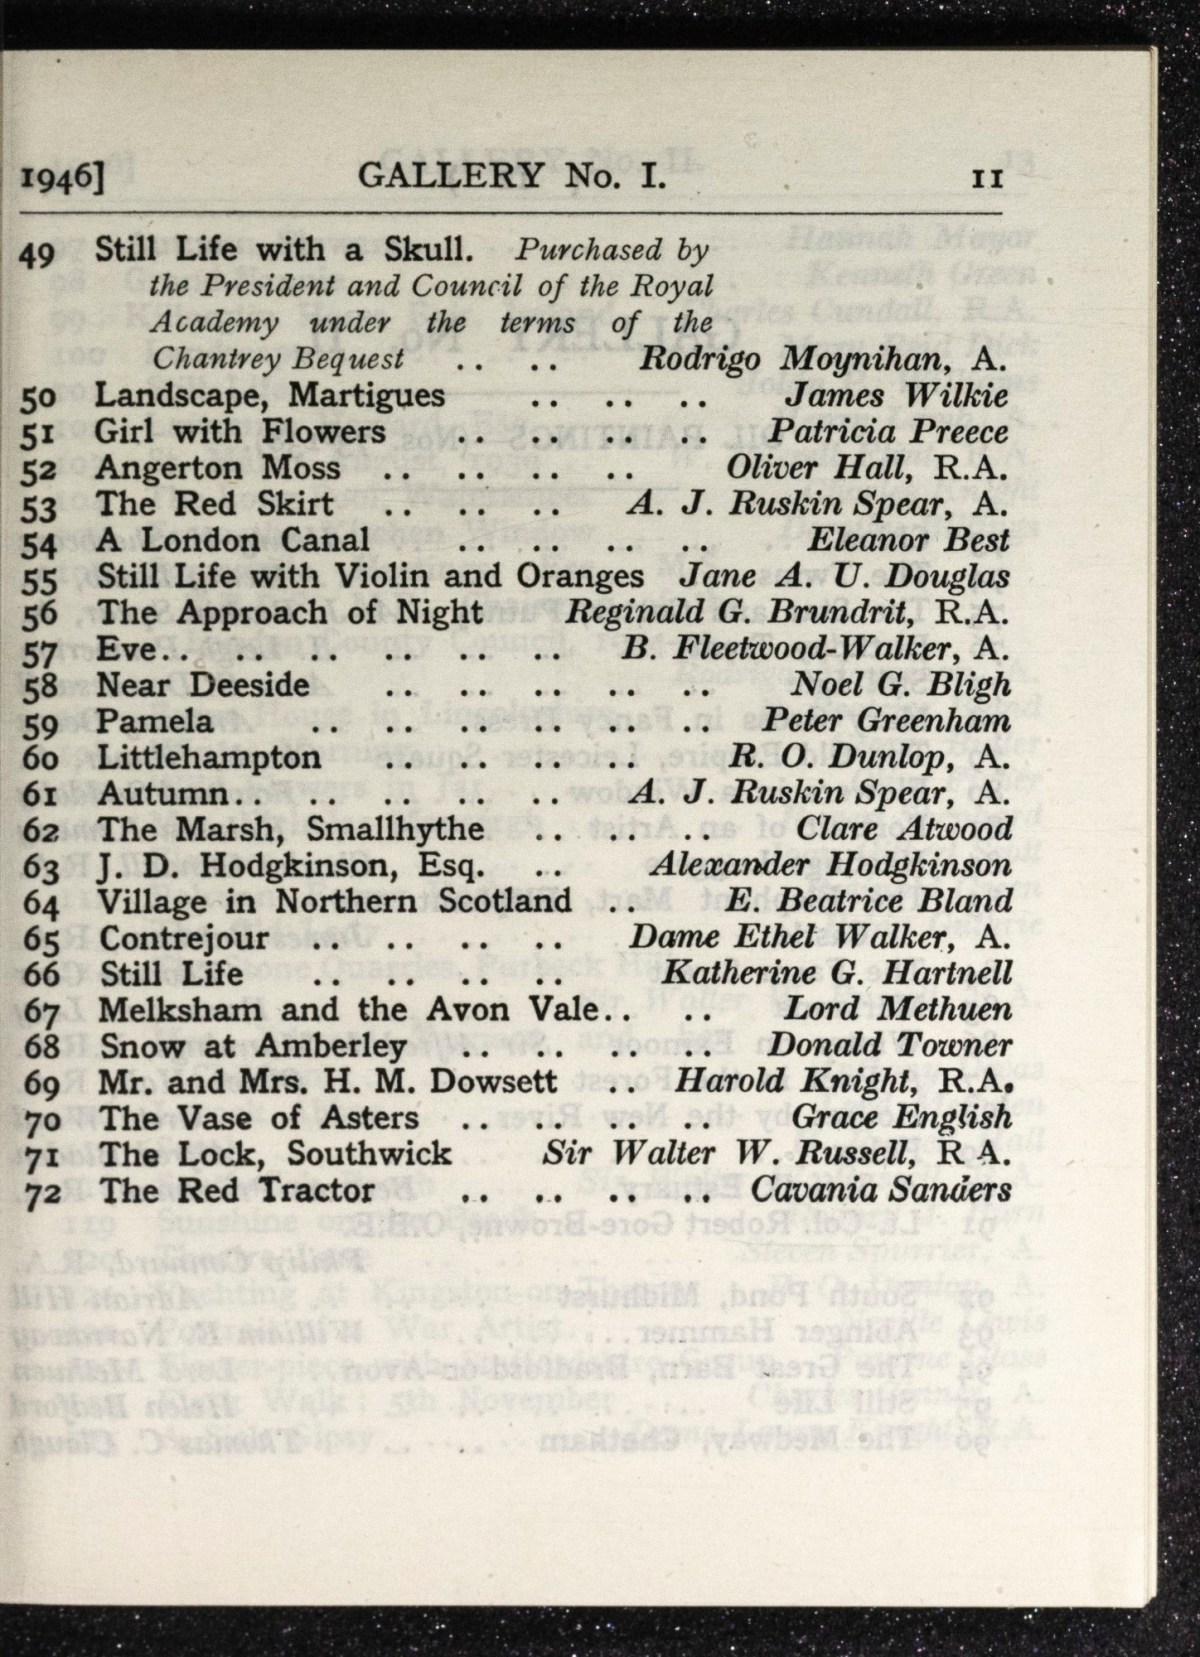 1946] GALLERY No. I. 11
49 Still Life with a Skull. Purchased by
the President and Council of the Royal
Academy under the terms of the
Chantrey Bequest .. .. Rodrigo Moynihan, A.
50 Landscape, Martigues .. .. .. James Wilkie
51 Girl with Flowers .. .. .. .. Patricia Preece
52 Angerton Moss .. .. .. .. Oliver Hall, R.A.
53 The Red Skirt .. .. .. A. J. Ruskin Spear, A.
54 A London Canal .. .. .. .. Eleanor Best
55 Still Life with Violin and Oranges Jane A. U. Douglas
56 The Approach of Night Reginald G. Brundrit, R.A.
57 Eve.. .. .. .. .. .. B. Fleetwood-Walker, A.
58 Near Deeside .. .. .. .. .. Noel G. Bligh
59 Pamela .. .. .. .. .. .. Peter Greenham
60 Littlehampton .. .. .. .. R. O. Dunlop, A.
61 Autumn.. .. .. .. .. A. J. Ruskin Spear, A.
62 The Marsh, Smallhythe .. .. .. Clare Atwood
63 J. D. Hodgkinson, Esq. .. Alexander Hodgkinson
64 Village in Northern Scotland .. E. Beatrice Bland
65 Contrejour .. .. .. .. Dame Ethel Walker, A.
66 Still Life .. .. .. .. Katherine G. Hartnell
67 Melksham and the Avon Vale.. .. Lord Methuen
68 Snow at Amberley .. .. .. .. Donald Towner
69 Mr. and Mrs. H. M. Dowsett .. Harold Knight, R.A.
70 The Vase of Asters .. .. .. .. Grace English
71 The Lock, Southwick Sir Walter W. Russell, R A.
72 The Red Tractor .. .. .. .. Cavania Sanders